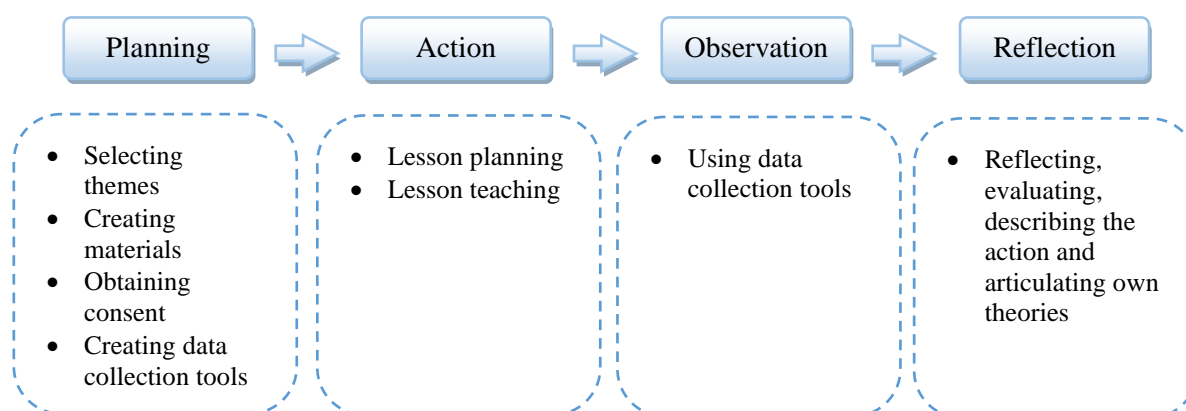 Planning
Action
Observation
Reflection
• Selecting
themes
• Creating
materials
• Obtaining
consent
• Creating data
collection tools
• Lesson planning
• Lesson teaching
• Using data
collection tools
• Reflecting,
evaluating,
describing the
action and
articulating own
theories